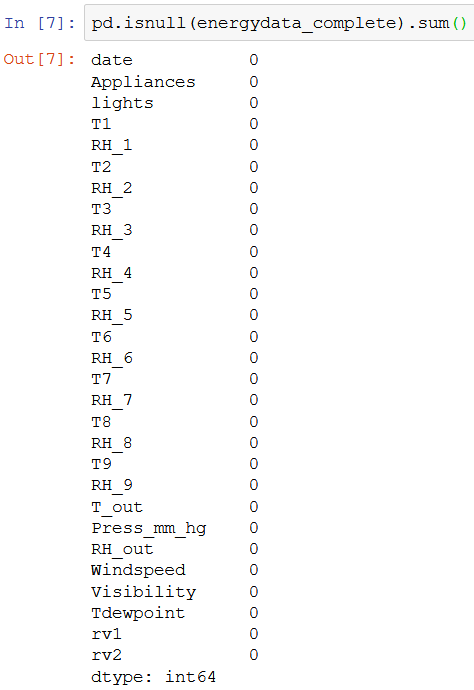 In [7]: pd.isnull(energydata_complete).sum()
Out[7]: date 0
Appliances 0
lights 0
T1 0
RH_1 0
T2 0
RH_2 0
T3 0
RH_3 0
T4 0
RH_4 0
T5 0
RH_5 0
T6 0
RH_6 0
T7 0
RH_7 0
T8 0
RH_8 0
T9 0
RH_9 0
T_out 0
Press_mm_hg 0
RH_out 0
Windspeed 0
Visibility 0
Tdewpoint 0
rv1 0
rv2 0
dtype: int64